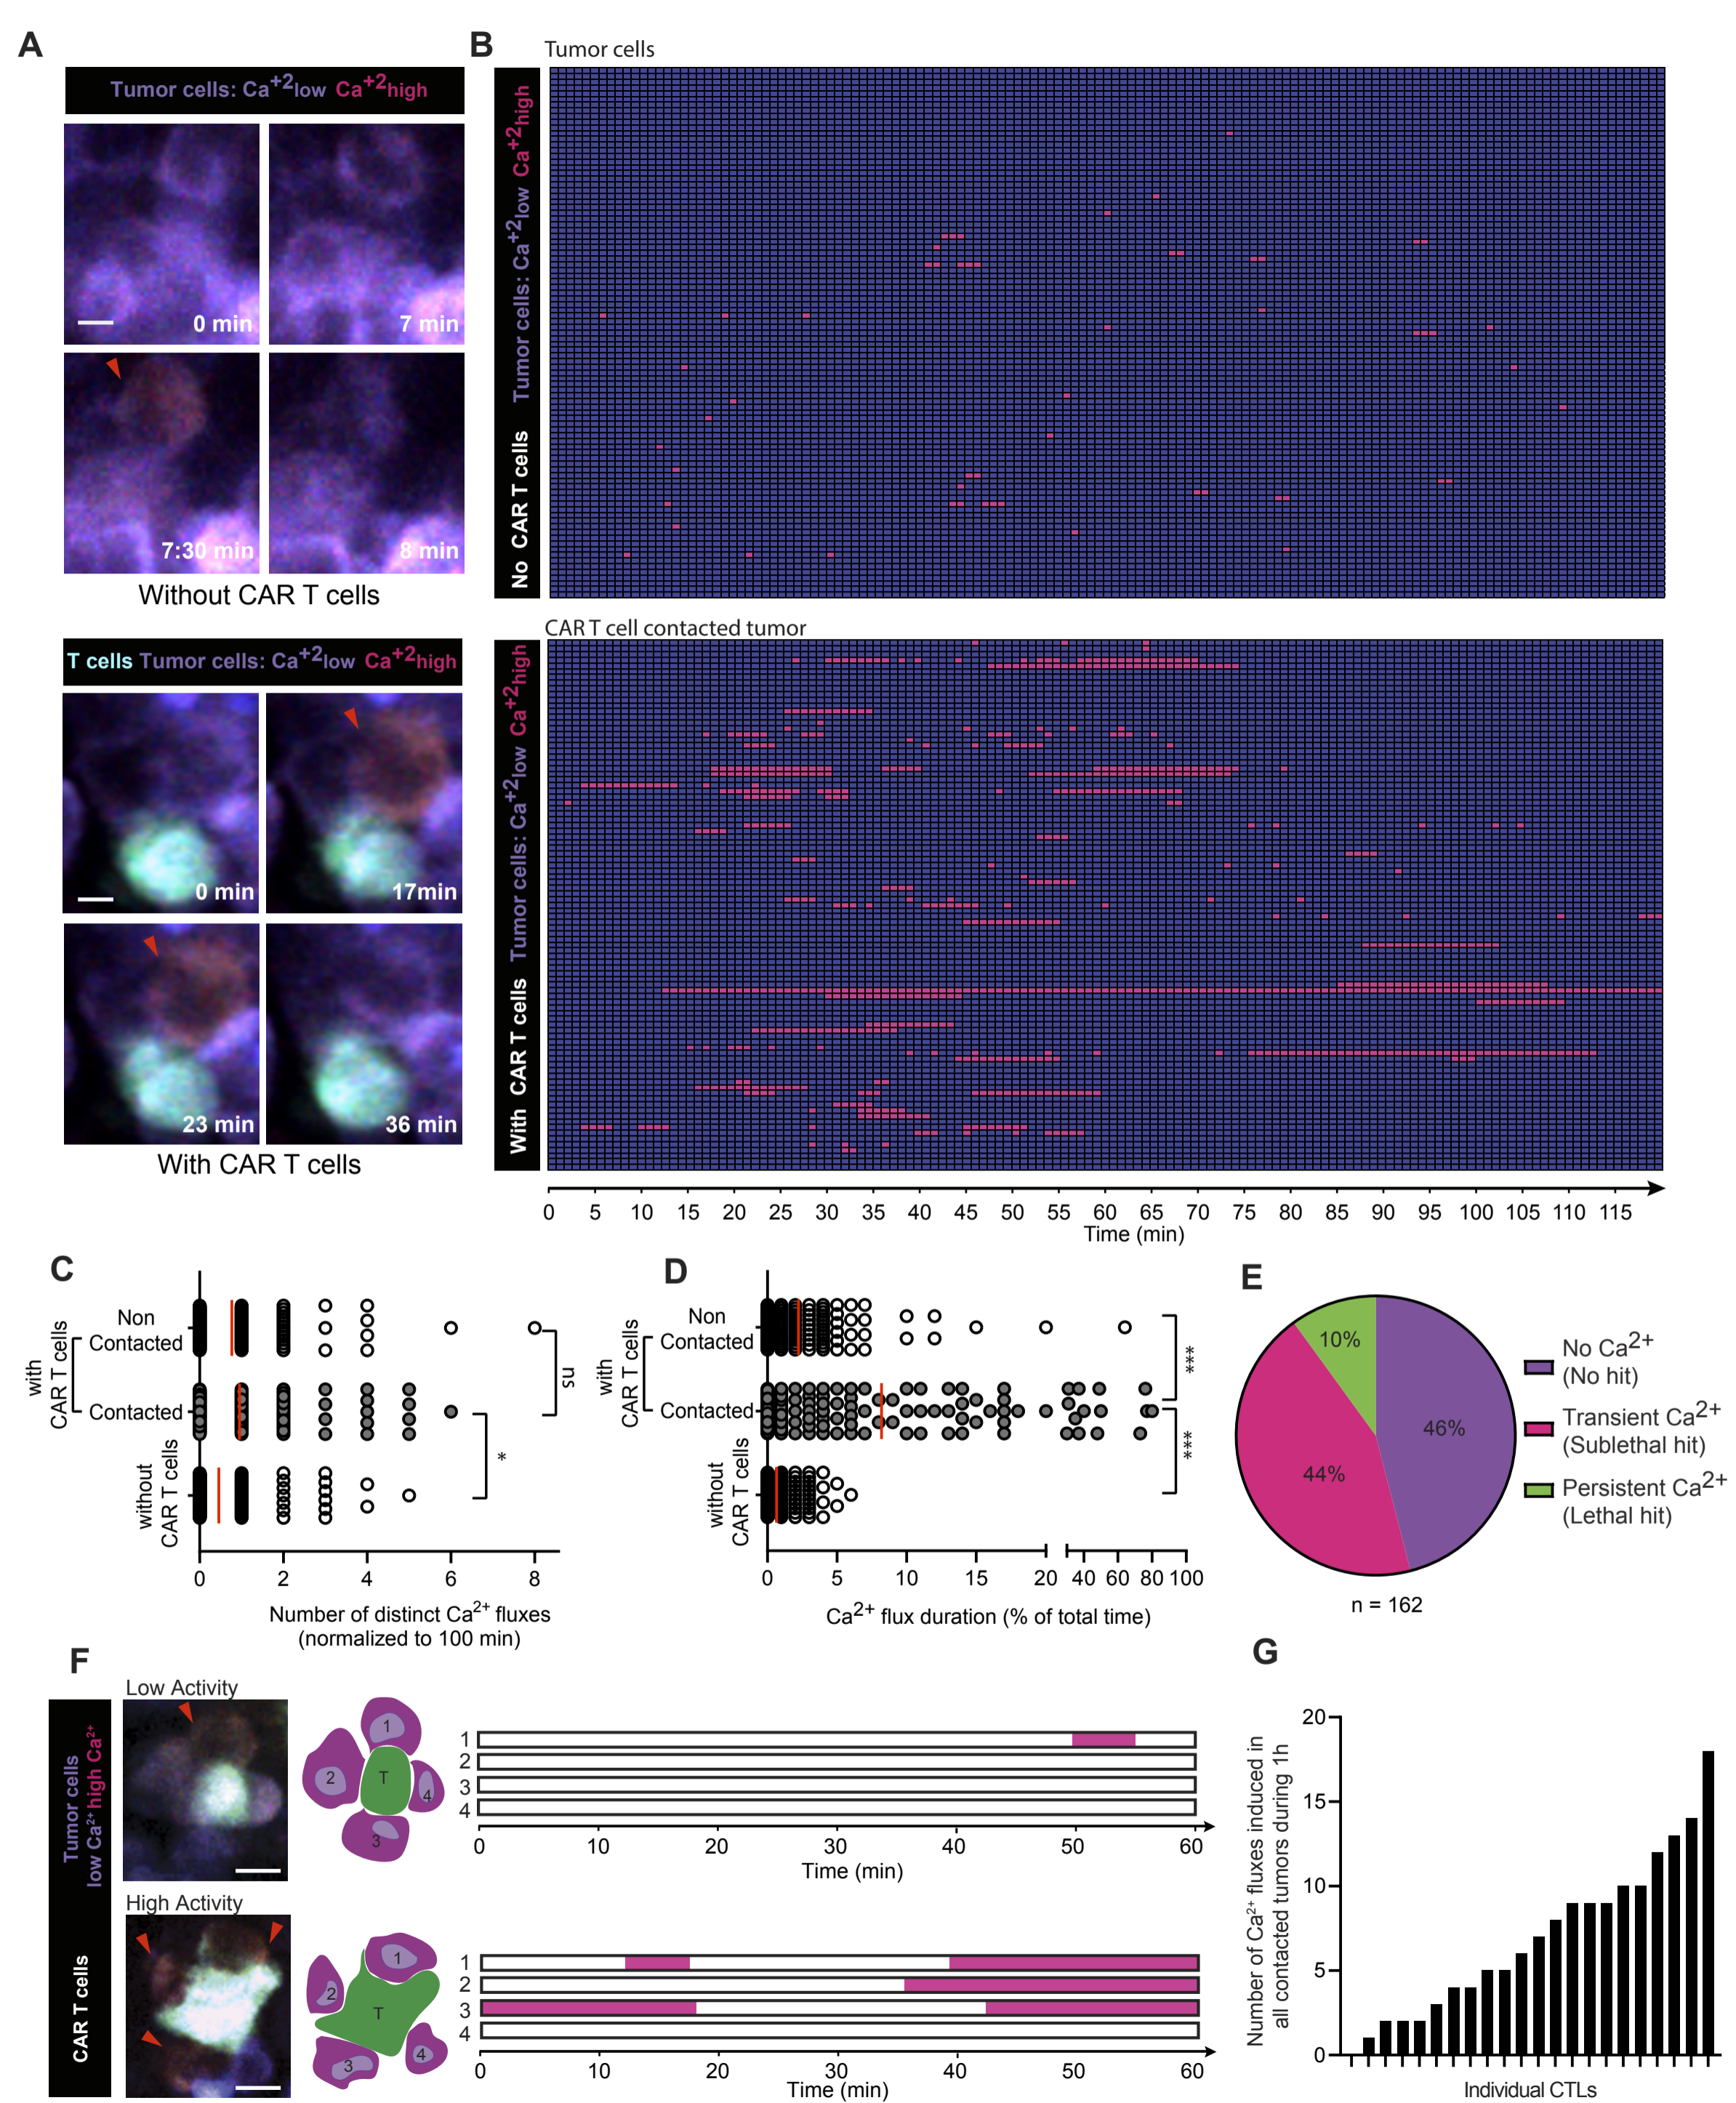 A
Tumor cells: Ca+2low Ca+2high
0 min
7 min
7:30 min
8 min
Without CAR T cells
T cells Tumor cells: Ca+2low Ca+2high
0 min
17min
23 min
36 min
With CAR T cells
B
Tumor cells
No CAR T cells Tumor cells: Ca+2low Ca+2high
CAR T cell contacted tumor
With CAR T cells Tumor cells: Ca+2low Ca+2high
0 5 10 15 20 25 30 35 40 45 50 55 60 65 70 75 80 85 90 95 100 105 110 115
Time (min)
C
with
CAR T cells
Non
Contacted
Contacted
without
CAR T cells
ns
*
0 2 4 6 8
Number of distinct Ca2+ fluxes
(normalized to 100 min)
D
with
CAR T cells
Non
Contacted
Contacted
without
CAR T cells
***
***
0 5 10 15 20 40 60 80 100
Ca2+ flux duration (% of total time)
E
10%
46%
44%
n = 162
No Ca2+
(No hit)
Transient Ca2+
(Sublethal hit)
Persistent Ca2+
(Lethal hit)
F
Tumor cells
low Ca2+ high Ca2+
CAR T cells
Low Activity
1
2
T
4
3
1
2
3
4
0 10 20 30 40 50 60
Time (min)
High Activity
1
2
T
3
4
1
2
3
4
0 10 20 30 40 50 60
Time (min)
G
Number of Ca2+ fluxes induced in
all contacted tumors during 1h
20
15
10
5
0
Individual CTLs